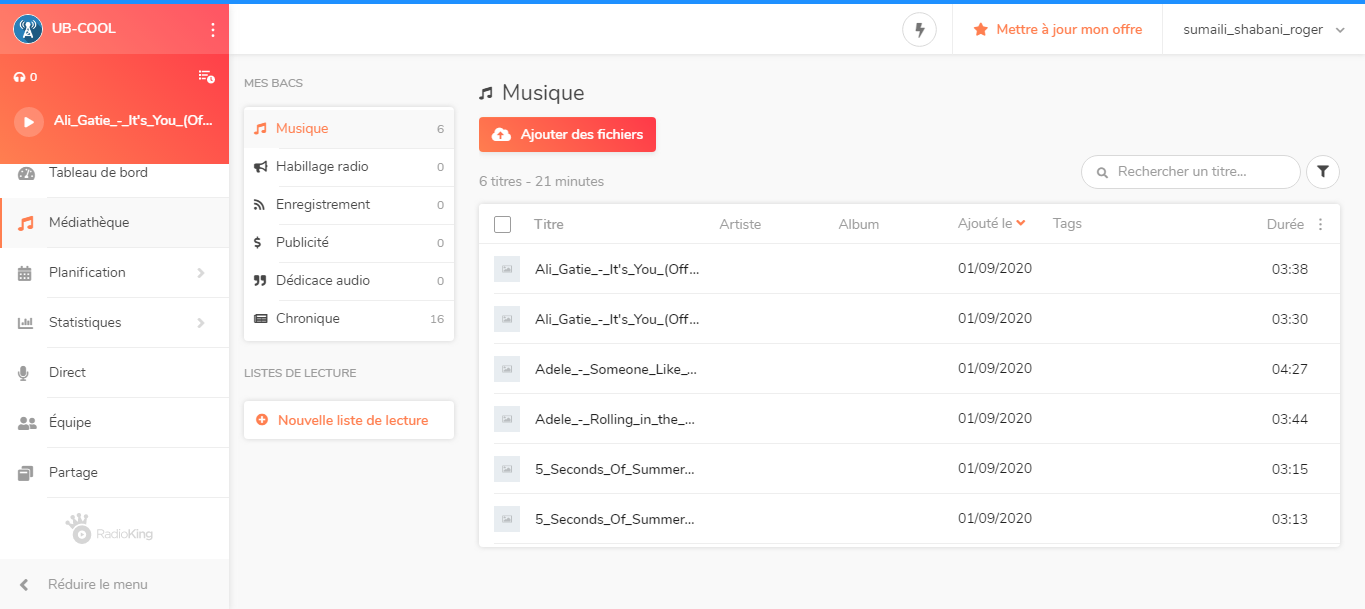 UB-COOL
Mettre à jour mon offre
sumaili_shabani_roger
0
Ali_Gatie_-_It's_You_(Of...
Tableau de bord
Médiathèque
Planification
Statistiques
Direct
Équipe
Partage
RadioKing
Réduire le menu
MES BACS
Musique 6
Habillage radio 0
Enregistrement 0
Publicité 0
Dédicace audio 0
Chronique 16
LISTES DE LECTURE
Nouvelle liste de lecture
Musique
Ajouter des fichiers
6 titres - 21 minutes
Rechercher un titre...
Titre Artiste Album Ajouté le Tags Durée
Ali_Gatie_-_It's_You_(Off... 01/09/2020 03:38
Ali_Gatie_-_It's_You_(Off... 01/09/2020 03:30
Adele_-_Someone_Like_... 01/09/2020 04:27
Adele_-_Rolling_in_the_... 01/09/2020 03:44
5_Seconds_Of_Summer... 01/09/2020 03:15
5_Seconds_Of_Summer... 01/09/2020 03:13